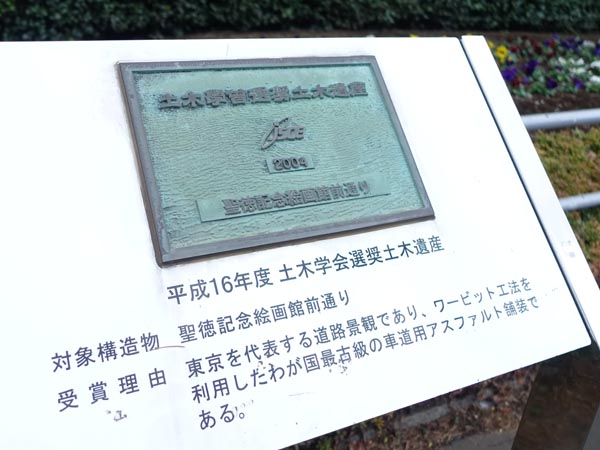 土木學會選奨土木遺産
JSCE
2004
聖徳記念絵画館前通り
平成16年度 土木学会選奨土木遺産
対象構造物 聖徳記念絵画館前通り
受賞理由 東京を代表する道路景観であり、ワービット工法を
利用したわが国最古級の車道用アスファルト舗装で
ある。